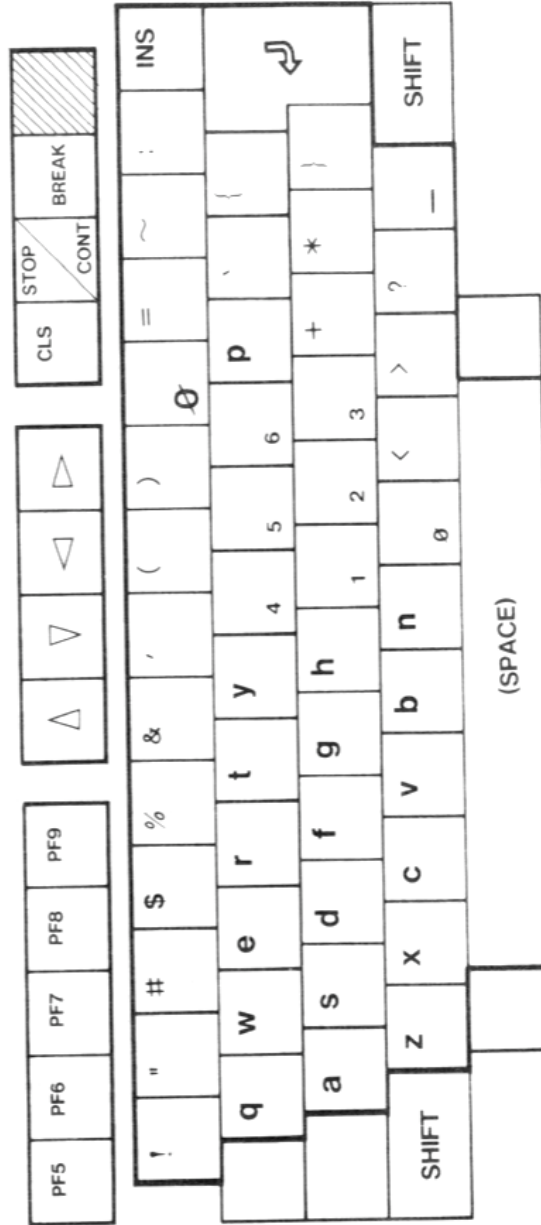 PF5 PF6 PF7 PF8 PF9 △ ▽ ◁ ▷ CLS STOP CONT BREAK
! " # $ % & ' ( ) Ø = ~ : INS
q w e r t y 4 5 6 p ` {
a s d f g h 1 2 3 + * }
SHIFT z x c v b n Ø < > ? — SHIFT
(SPACE)